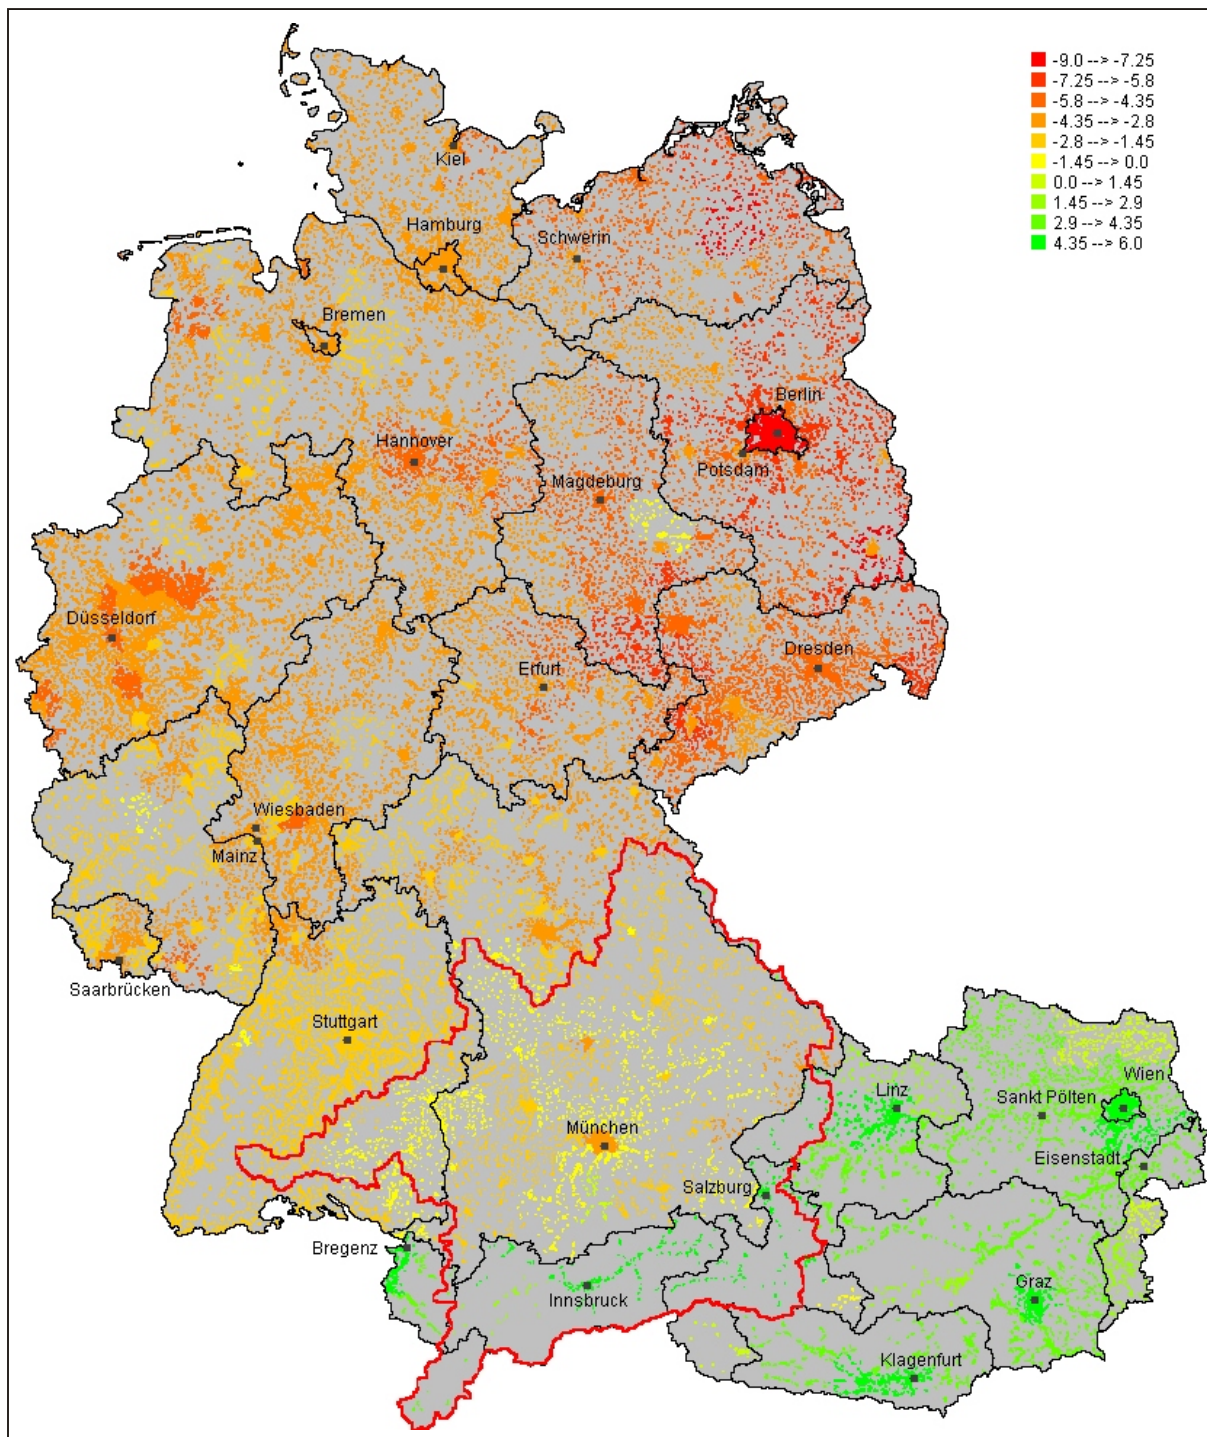 -9.0 --> -7.25
-7.25 --> -5.8
-5.8 --> -4.35
-4.35 --> -2.8
-2.8 --> -1.45
-1.45 --> 0.0
0.0 --> 1.45
1.45 --> 2.9
2.9 --> 4.35
4.35 --> 6.0
Kiel
Hamburg
Schwerin
Bremen
Berlin
Hannover
Potsdam
Magdeburg
Düsseldorf
Dresden
Erfurt
Wiesbaden
Mainz
Saarbrücken
Stuttgart
Wien
Linz
Sankt Pölten
München
Eisenstadt
Salzburg
Bregenz
Innsbruck
Graz
Klagenfurt